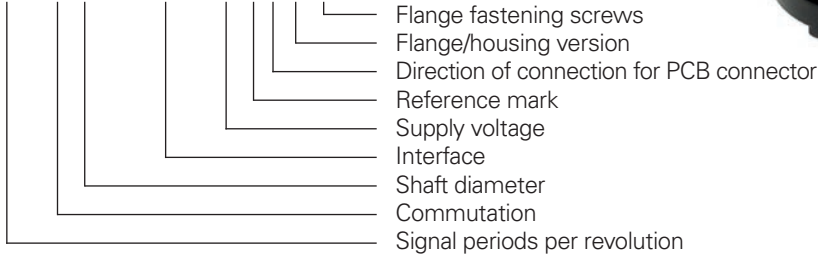 Flange fastening screws
Flange/housing version
Direction of connection for PCB connector
Reference mark
Supply voltage
Interface
Shaft diameter
Commutation
Signal periods per revolution